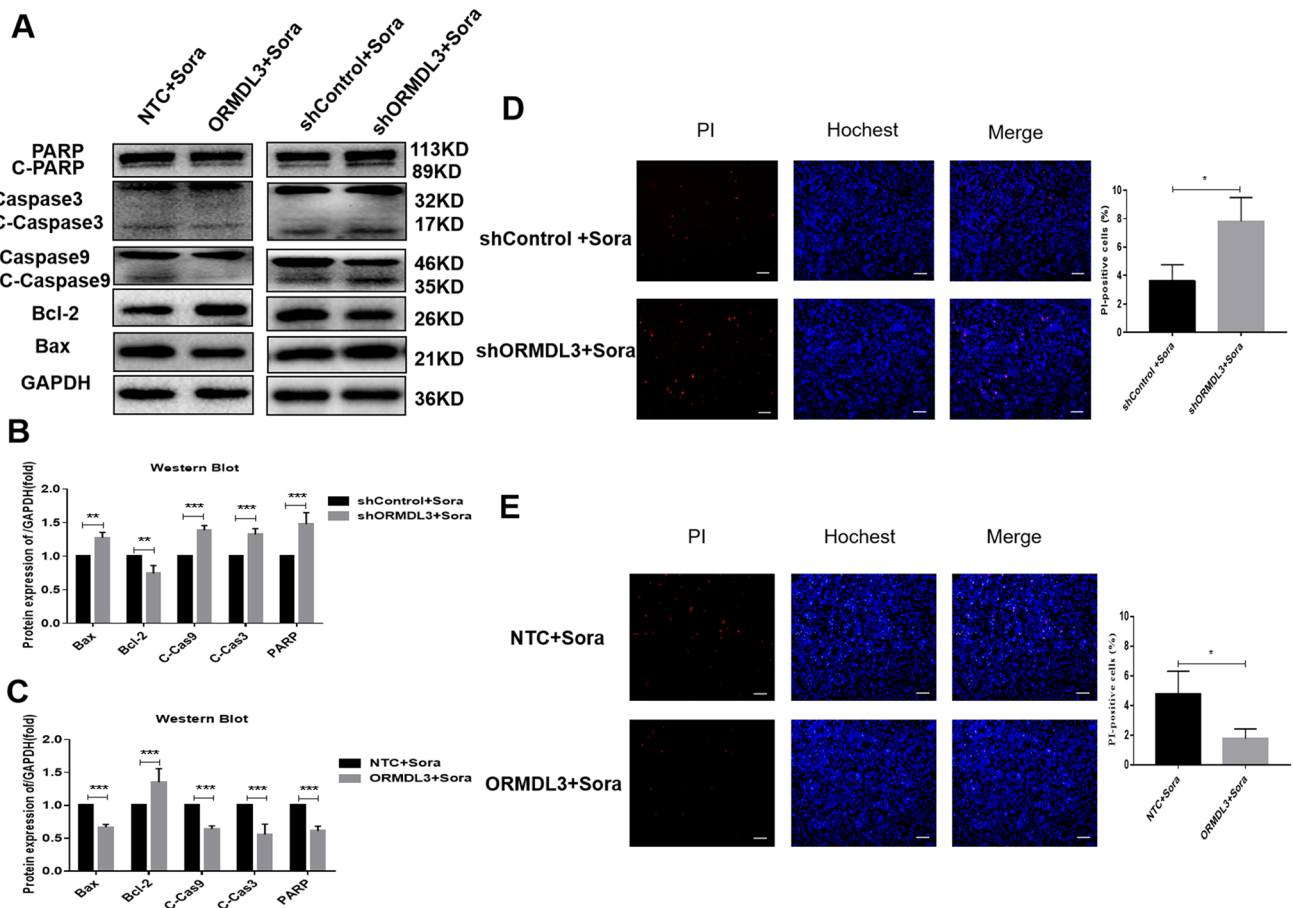 A
NTC+Sora
ORMDL3+Sora
shControl+Sora
shORMDL3+Sora
PARP
C-PARP
Caspase3
C-Caspase3
Caspase9
C-Caspase9
Bcl-2
Bax
GAPDH
113KD
89KD
32KD
17KD
46KD
35KD
26KD
21KD
36KD
B
Western Blot
Protein expression of /GAPDH(fold)
2.0
1.5
1.0
0.5
0.0
**
**
***
***
***
Bax
Bcl-2
C-Cas9
C-Cas3
PARP
shControl+Sora
shORMDL3+Sora
C
Western Blot
Protein expression of/GAPDH(fold)
2.0
1.5
1.0
0.5
0.0
***
***
***
***
***
Bax
Bcl-2
C-Cas9
C-Cas3
PARP
NTC+Sora
ORMDL3+Sora
D
PI
Hochest
Merge
shControl +Sora
shORMDL3+Sora
PI-positive cells (%)
10
8
6
4
2
0
*
shControl +Sora
shORMDL3+Sora
E
PI
Hochest
Merge
NTC+Sora
ORMDL3+Sora
PI-positive cells (%)
10
8
6
4
2
0
*
NTC+Sora
ORMDL3+Sora